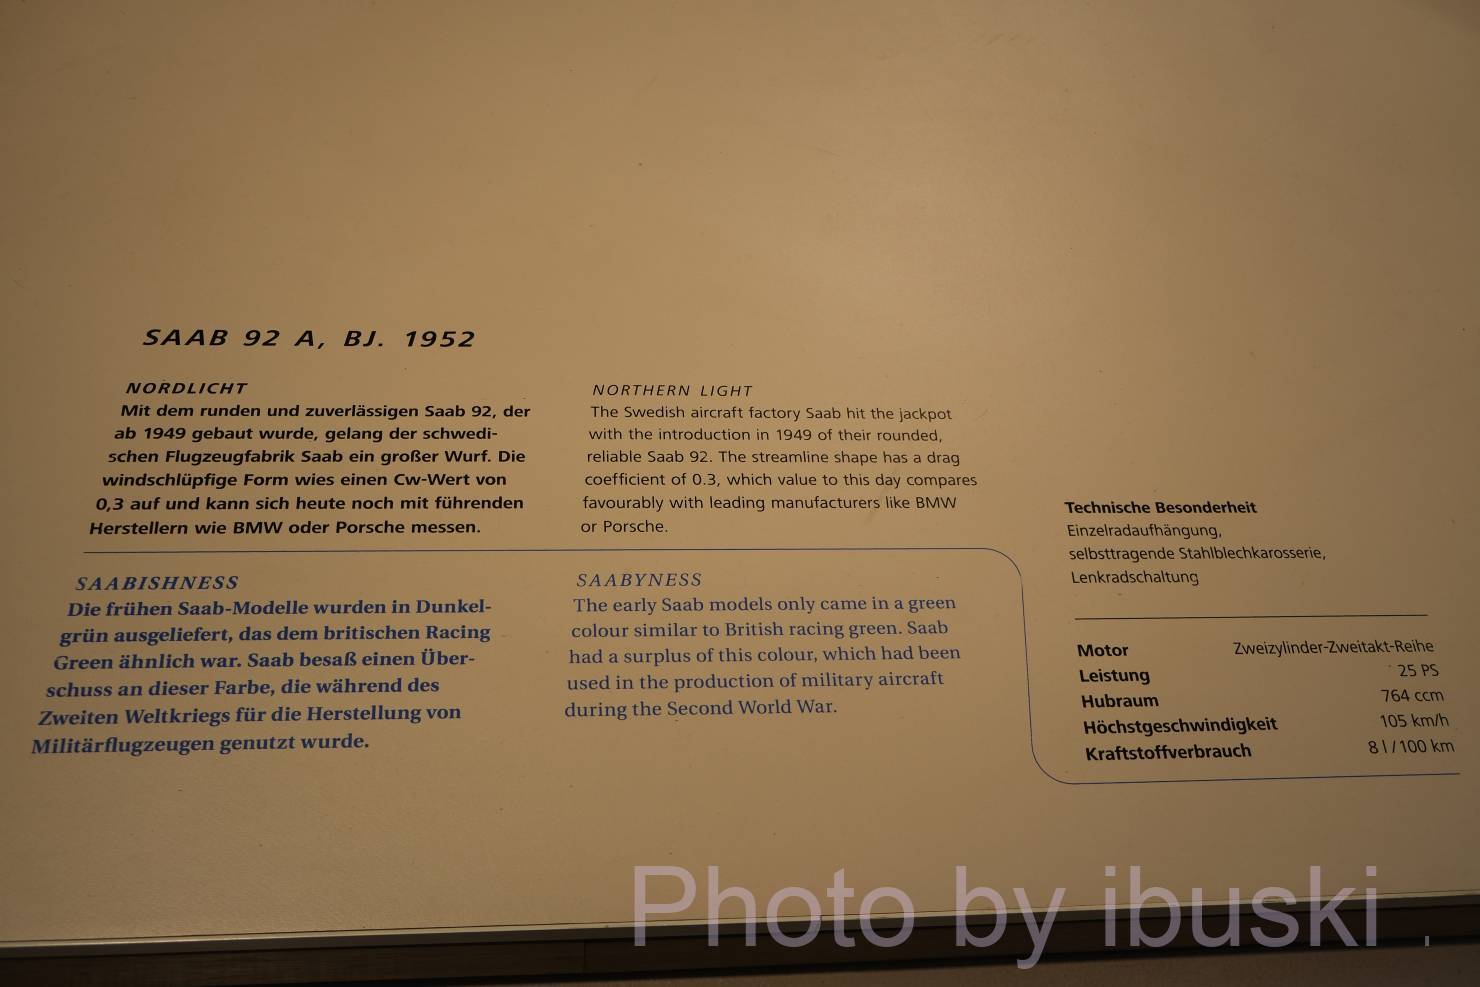 SAAB 92 A, BJ. 1952
NORDLICHT
Mit dem runden und zuverlässigen Saab 92, der
ab 1949 gebaut wurde, gelang der schwedi-
schen Flugzeugfabrik Saab ein großer Wurf. Die
windschlüpfige Form wies einen Cw-Wert von
0,3 auf und kann sich heute noch mit führenden
Herstellern wie BMW oder Porsche messen.
NORTHERN LIGHT
The Swedish aircraft factory Saab hit the jackpot
with the introduction in 1949 of their rounded,
reliable Saab 92. The streamline shape has a drag
coefficient of 0.3, which value to this day compares
favourably with leading manufacturers like BMW
or Porsche.
SAABISHNESS
Die frühen Saab-Modelle wurden in Dunkel-
grün ausgeliefert, das dem britischen Racing
Green ähnlich war. Saab besaß einen Über-
schuss an dieser Farbe, die während des
Zweiten Weltkriegs für die Herstellung von
Militärflugzeugen genutzt wurde.
SAABYNESS
The early Saab models only came in a green
colour similar to British racing green. Saab
had a surplus of this colour, which had been
used in the production of military aircraft
during the Second World War.
Technische Besonderheit
Einzelradaufhängung,
selbsttragende Stahlblechkarosserie,
Lenkradschaltung
Motor Zweizylinder-Zweitakt-Reihe
Leistung 25 PS
Hubraum 764 ccm
Höchstgeschwindigkeit 105 km/h
Kraftstoffverbrauch 8 l / 100 km
Photo by ibuski